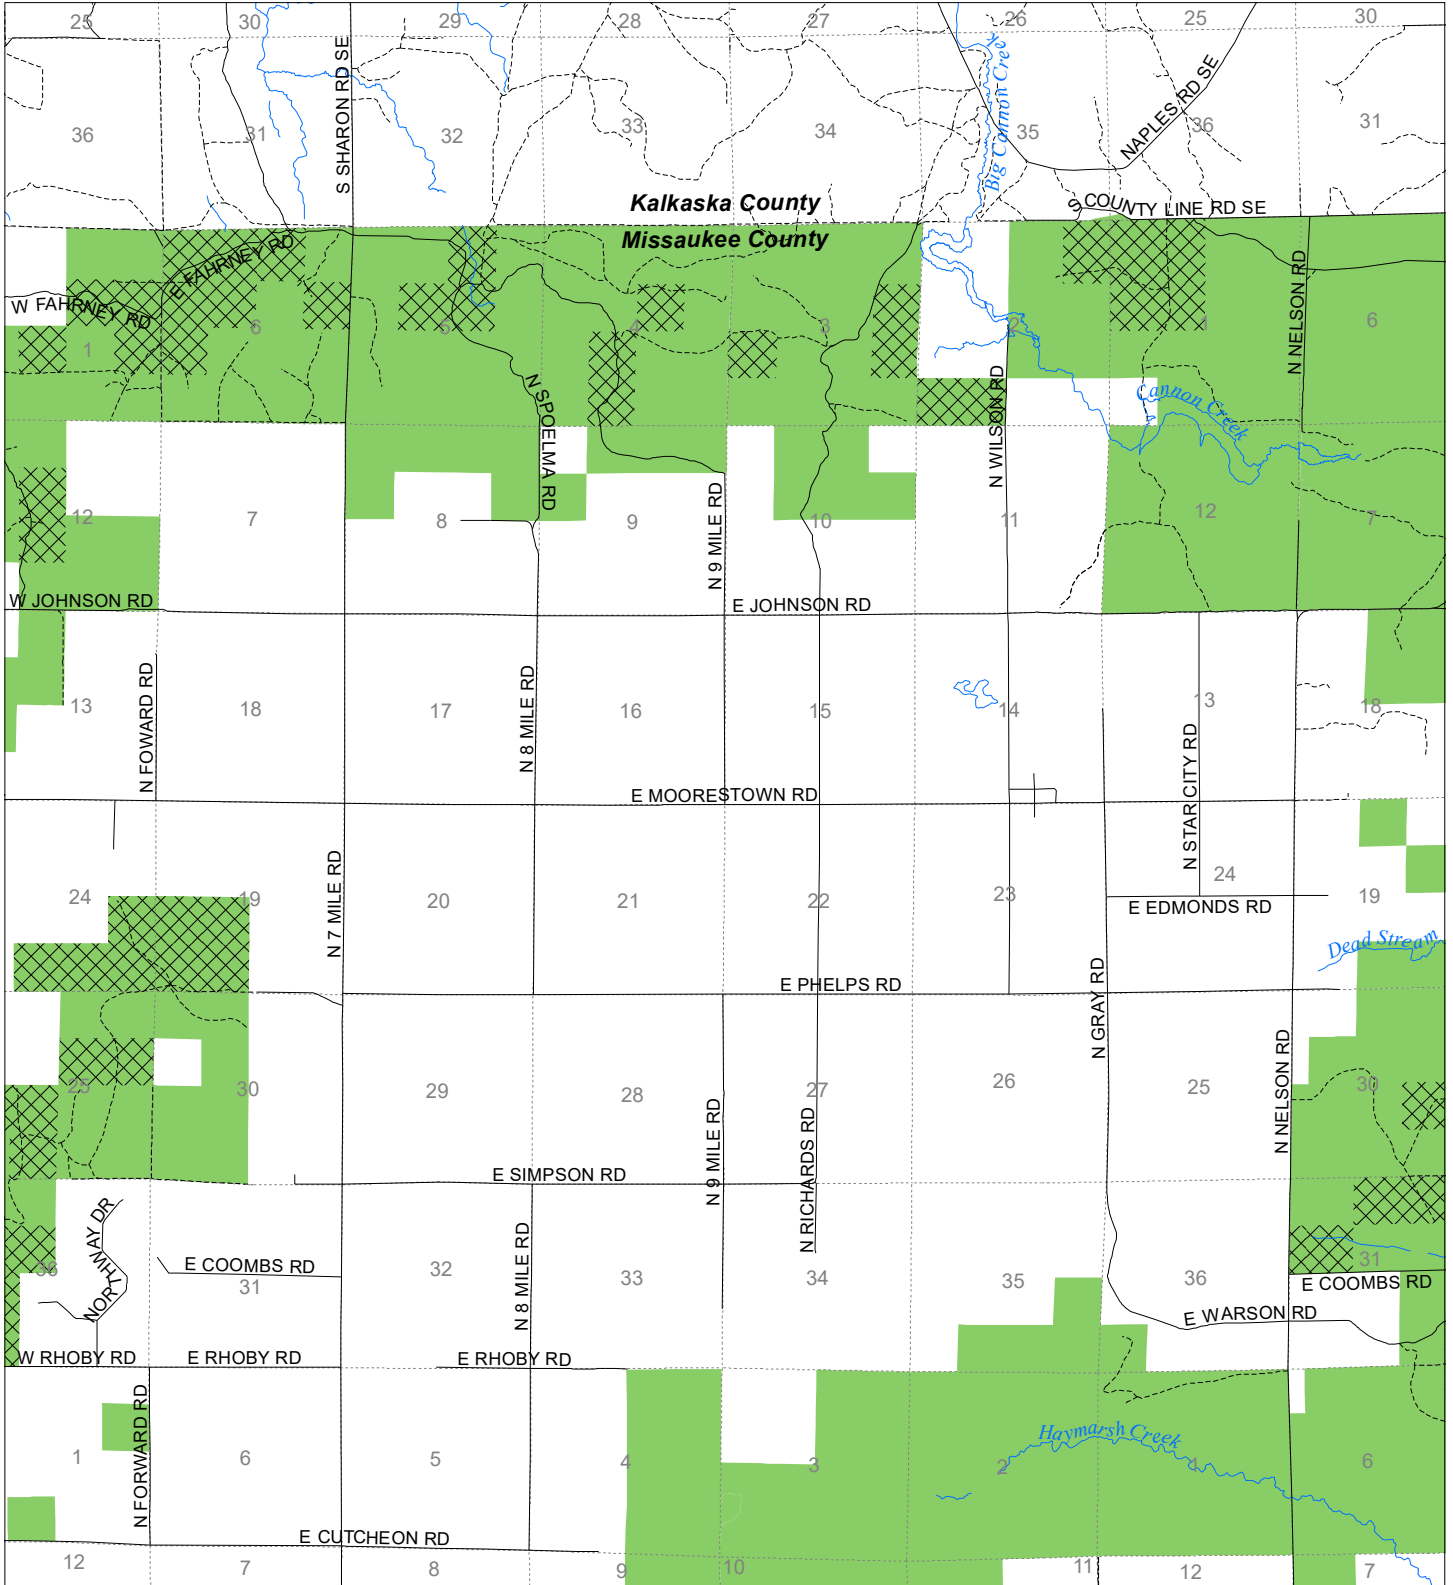 25 30 29 28 27 26 25 30
S SHARON RD SE
Big Cannon Creek
NAPLES RD SE
36 31 32 33 34 35 36 31
Kalkaska County
S COUNTY LINE RD SE
Missaukee County
E FAHRNEY RD
W FAHRNEY RD
N NELSON RD
1 6 5 4 3 2 1 6
N SPOELMA RD
N WILSON RD
Cannon Creek
12 7 8 9 10 11 12 7
N 9 MILE RD
W JOHNSON RD
E JOHNSON RD
N FOWARD RD
N 8 MILE RD
13 18 17 16 15 14 13 18
N STAR CITY RD
E MOORESTOWN RD
N 7 MILE RD
24 19 20 21 22 23 24 19
E EDMONDS RD
Dead Stream
E PHELPS RD
N GRAY RD
N NELSON RD
25 30 29 28 27 26 25 30
N 9 MILE RD
N RICHARDS RD
E SIMPSON RD
NORTHWAY DR
N 8 MILE RD
E COOMBS RD
36 31 32 33 34 35 36 31
E COOMBS RD
E WARSON RD
W RHOBY RD
E RHOBY RD
E RHOBY RD
N FORWARD RD
Haymarsh Creek
1 6 5 4 3 2 1 6
E CUTCHEON RD
12 7 8 9 10 11 12 7